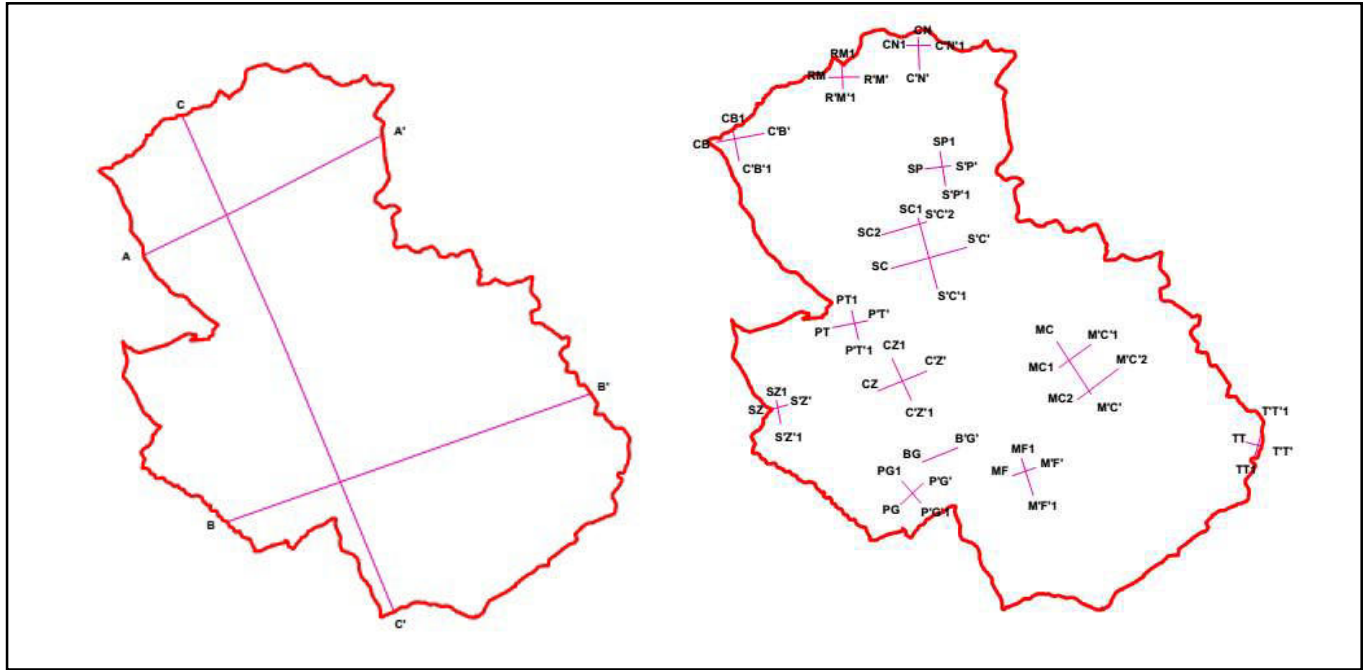 C
A'
A
B'
B
C'
CN
CN1
C'N'1
C'N'
RM1
RM
R'M'
R'M'1
CB1
CB
C'B'
C'B'1
SP1
SP
S'P'
S'P'1
SC1
S'C'2
SC2
S'C'
SC
S'C'1
PT1
P'T'
PT
P'T'1
MC
M'C'1
MC1
M'C'2
MC2
M'C'
CZ1
C'Z'
CZ
C'Z'1
SZ1
SZ
S'Z'
S'Z'1
T'T'1
TT
T'T'
TT1
B'G'
BG
MF1
MF
M'F'
M'F'1
PG1
P'G'
PG
P'G'1